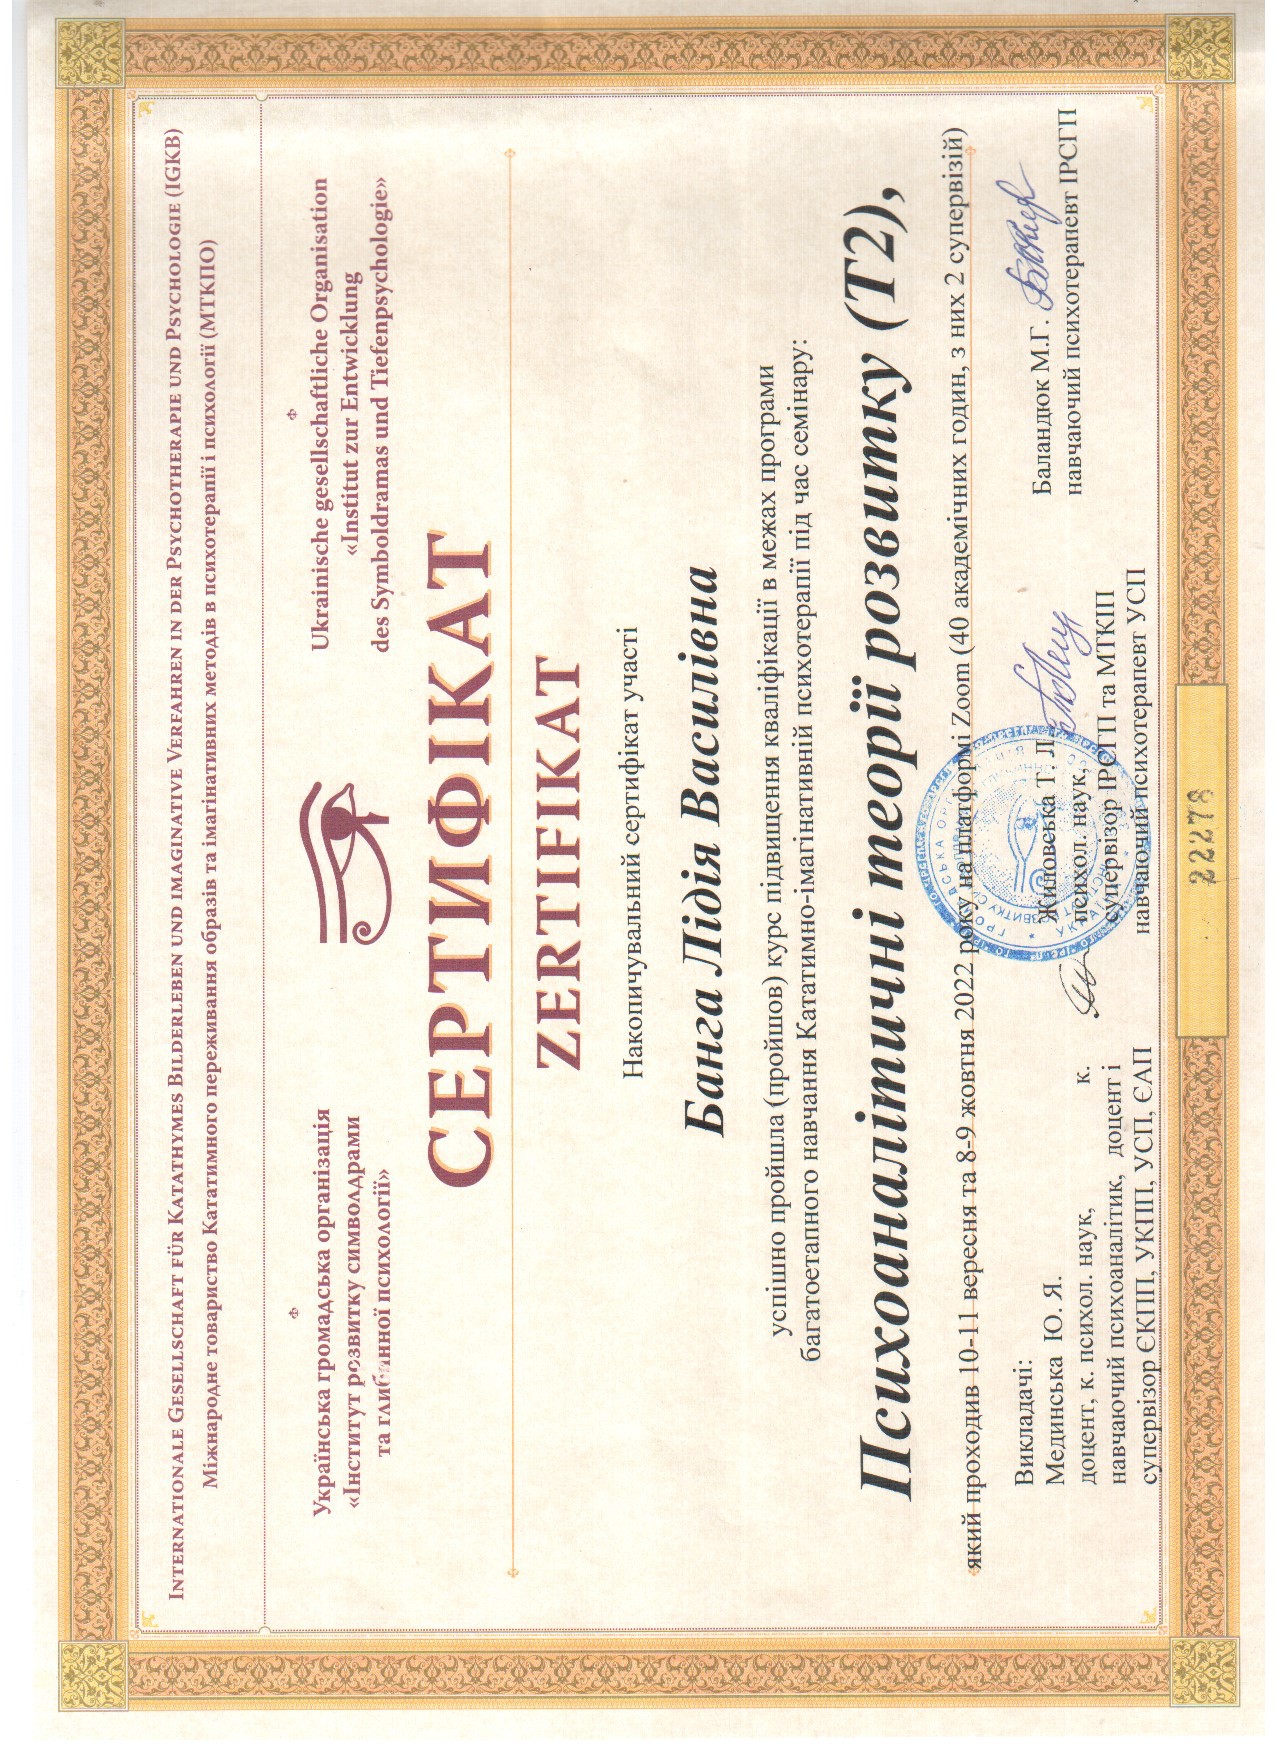 INTERNATIONALE GESELLSCHAFT FÜR KATATHYMES BILDERLEBEN UND IMAGINATIVE VERFAHREN IN DER PSYCHOTHERAPIE UND PSYCHOLOGIE (IGKB)
Міжнародне товариство Кататимного переживання образів та імагінативних методів в психотерапії і психології (МТКПО)
Українська громадська організація
«Інститут розвитку символдрами
та глибинної психології»
Ukrainische gesellschaftliche Organisation
«Institut zur Entwicklung
des Symboldramas und Tiefenpsychologie»
СЕРТИФІКАТ
ZERTIFIKAT
Накопичувальний сертифікат участі
Банга Лідія Василівна
успішно пройшла (пройшов) курс підвищення кваліфікації в межах програми
багатоетапного навчання Кататимно-імагінативній психотерапії під час семінару:
Психоаналітичні теорії розвитку (Т2),
який проходив 10-11 вересня та 8-9 жовтня 2022 року на платформі Zoom (40 академічних годин, з них 2 супервізій)
Викладачі:
Мединська Ю. Я.
доцент, к. психол. наук, к.
навчаючий психоаналітик, доцент і
супервізор ЄКПП, УКПП, УСП, ЄАП
Жиловська Т. Л.
психол. наук,
супервізор ІРСГП та МТКІП
навчаючий психотерапевт УСП
Баландюк М.Г.
навчаючий психотерапевт ІРСГП
22278